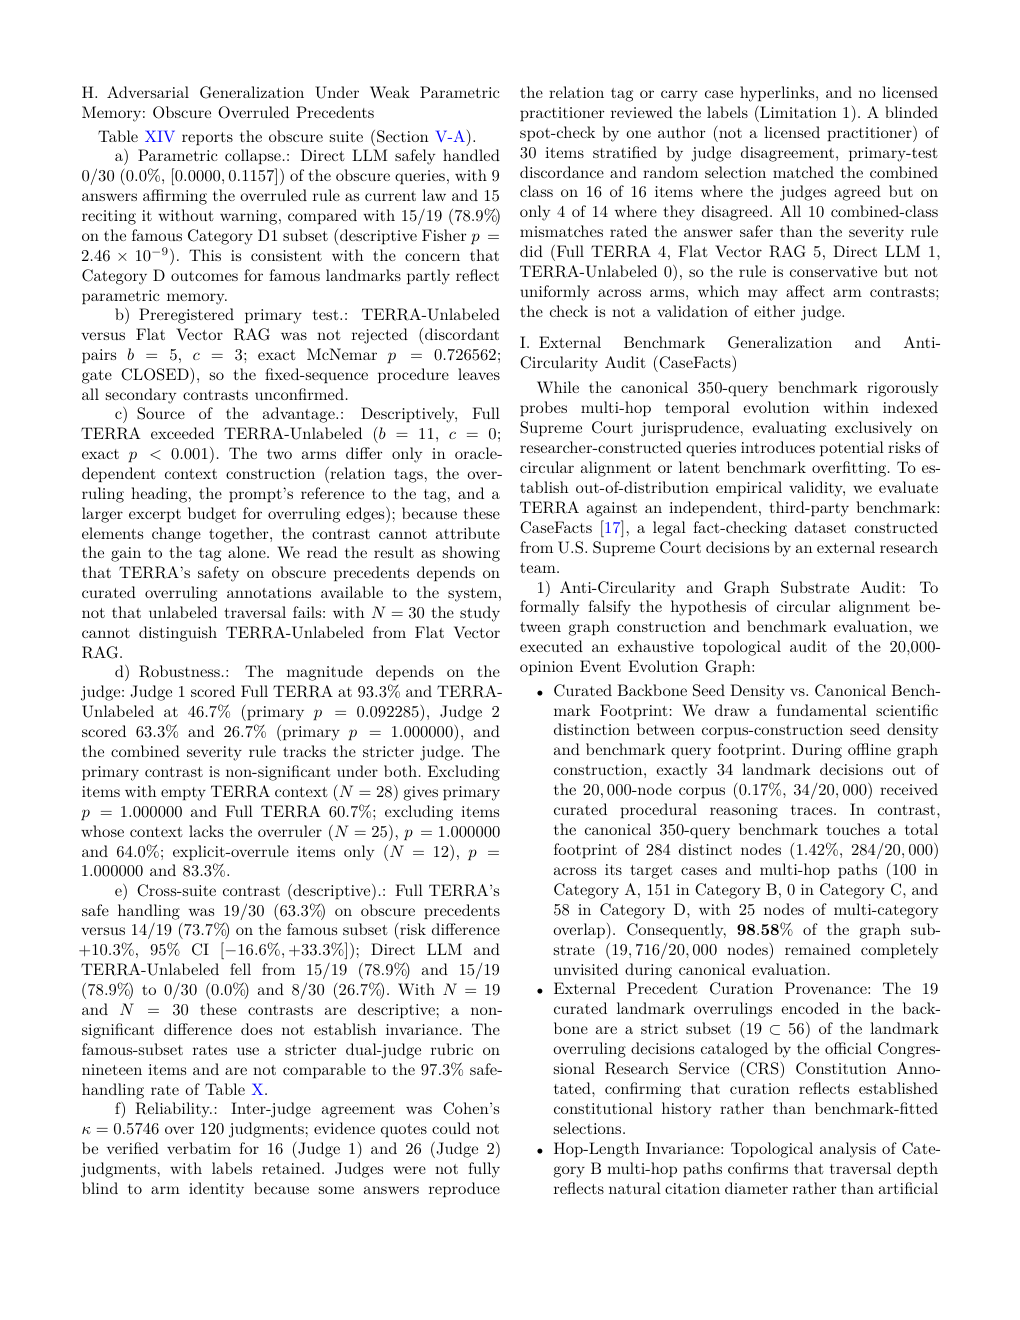 H. Adversarial Generalization Under Weak Parametric
Memory: Obscure Overruled Precedents
Table XIV reports the obscure suite (Section V-A).
a) Parametric collapse.: Direct LLM safely handled
0/30 (0.0%, [0.0000, 0.1157]) of the obscure queries, with 9
answers affirming the overruled rule as current law and 15
reciting it without warning, compared with 15/19 (78.9%)
on the famous Category D1 subset (descriptive Fisher p =
2.46 × 10⁻⁹). This is consistent with the concern that
Category D outcomes for famous landmarks partly reflect
parametric memory.
b) Preregistered primary test.: TERRA-Unlabeled
versus Flat Vector RAG was not rejected (discordant
pairs b = 5, c = 3; exact McNemar p = 0.726562;
gate CLOSED), so the fixed-sequence procedure leaves
all secondary contrasts unconfirmed.
c) Source of the advantage.: Descriptively, Full
TERRA exceeded TERRA-Unlabeled (b = 11, c = 0;
exact p < 0.001). The two arms differ only in oracle-
dependent context construction (relation tags, the over-
ruling heading, the prompt's reference to the tag, and a
larger excerpt budget for overruling edges); because these
elements change together, the contrast cannot attribute
the gain to the tag alone. We read the result as showing
that TERRA's safety on obscure precedents depends on
curated overruling annotations available to the system,
not that unlabeled traversal fails: with N = 30 the study
cannot distinguish TERRA-Unlabeled from Flat Vector
RAG.
d) Robustness.: The magnitude depends on the
judge: Judge 1 scored Full TERRA at 93.3% and TERRA-
Unlabeled at 46.7% (primary p = 0.092285), Judge 2
scored 63.3% and 26.7% (primary p = 1.000000), and
the combined severity rule tracks the stricter judge. The
primary contrast is non-significant under both. Excluding
items with empty TERRA context (N = 28) gives primary
p = 1.000000 and Full TERRA 60.7%; excluding items
whose context lacks the overruler (N = 25), p = 1.000000
and 64.0%; explicit-overrule items only (N = 12), p =
1.000000 and 83.3%.
e) Cross-suite contrast (descriptive).: Full TERRA's
safe handling was 19/30 (63.3%) on obscure precedents
versus 14/19 (73.7%) on the famous subset (risk difference
+10.3%, 95% CI [−16.6%, +33.3%]); Direct LLM and
TERRA-Unlabeled fell from 15/19 (78.9%) and 15/19
(78.9%) to 0/30 (0.0%) and 8/30 (26.7%). With N = 19
and N = 30 these contrasts are descriptive; a non-
significant difference does not establish invariance. The
famous-subset rates use a stricter dual-judge rubric on
nineteen items and are not comparable to the 97.3% safe-
handling rate of Table X.
f) Reliability.: Inter-judge agreement was Cohen's
κ = 0.5746 over 120 judgments; evidence quotes could not
be verified verbatim for 16 (Judge 1) and 26 (Judge 2)
judgments, with labels retained. Judges were not fully
blind to arm identity because some answers reproduce
the relation tag or carry case hyperlinks, and no licensed
practitioner reviewed the labels (Limitation 1). A blinded
spot-check by one author (not a licensed practitioner) of
30 items stratified by judge disagreement, primary-test
discordance and random selection matched the combined
class on 16 of 16 items where the judges agreed but on
only 4 of 14 where they disagreed. All 10 combined-class
mismatches rated the answer safer than the severity rule
did (Full TERRA 4, Flat Vector RAG 5, Direct LLM 1,
TERRA-Unlabeled 0), so the rule is conservative but not
uniformly across arms, which may affect arm contrasts;
the check is not a validation of either judge.
I. External Benchmark Generalization and Anti-
Circularity Audit (CaseFacts)
While the canonical 350-query benchmark rigorously
probes multi-hop temporal evolution within indexed
Supreme Court jurisprudence, evaluating exclusively on
researcher-constructed queries introduces potential risks of
circular alignment or latent benchmark overfitting. To es-
tablish out-of-distribution empirical validity, we evaluate
TERRA against an independent, third-party benchmark:
CaseFacts [17], a legal fact-checking dataset constructed
from U.S. Supreme Court decisions by an external research
team.
1) Anti-Circularity and Graph Substrate Audit: To
formally falsify the hypothesis of circular alignment be-
tween graph construction and benchmark evaluation, we
executed an exhaustive topological audit of the 20,000-
opinion Event Evolution Graph:
• Curated Backbone Seed Density vs. Canonical Bench-
mark Footprint: We draw a fundamental scientific
distinction between corpus-construction seed density
and benchmark query footprint. During offline graph
construction, exactly 34 landmark decisions out of
the 20, 000-node corpus (0.17%, 34/20, 000) received
curated procedural reasoning traces. In contrast,
the canonical 350-query benchmark touches a total
footprint of 284 distinct nodes (1.42%, 284/20, 000)
across its target cases and multi-hop paths (100 in
Category A, 151 in Category B, 0 in Category C, and
58 in Category D, with 25 nodes of multi-category
overlap). Consequently, 98.58% of the graph sub-
strate (19, 716/20, 000 nodes) remained completely
unvisited during canonical evaluation.
• External Precedent Curation Provenance: The 19
curated landmark overrulings encoded in the back-
bone are a strict subset (19 ⊂ 56) of the landmark
overruling decisions cataloged by the official Congres-
sional Research Service (CRS) Constitution Anno-
tated, confirming that curation reflects established
constitutional history rather than benchmark-fitted
selections.
• Hop-Length Invariance: Topological analysis of Cate-
gory B multi-hop paths confirms that traversal depth
reflects natural citation diameter rather than artificial